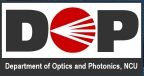 DOP
Department of Optics and Photonics, NCU